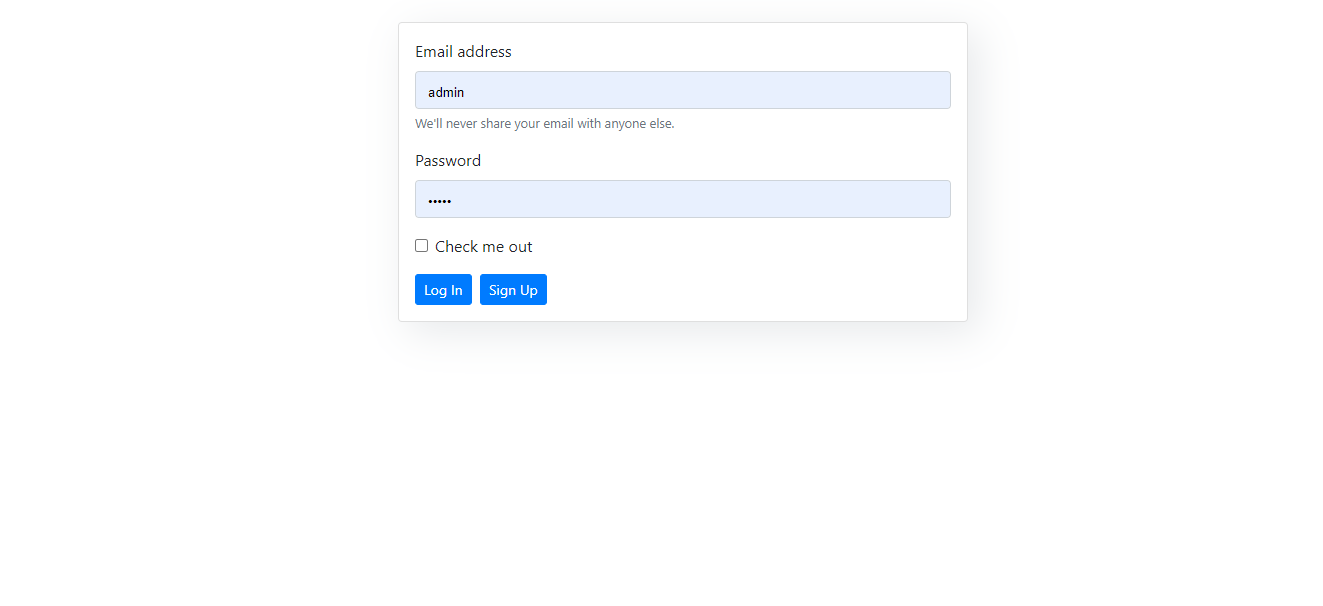 Email address
admin
We'll never share your email with anyone else.
Password
•••••
Check me out
Log In Sign Up